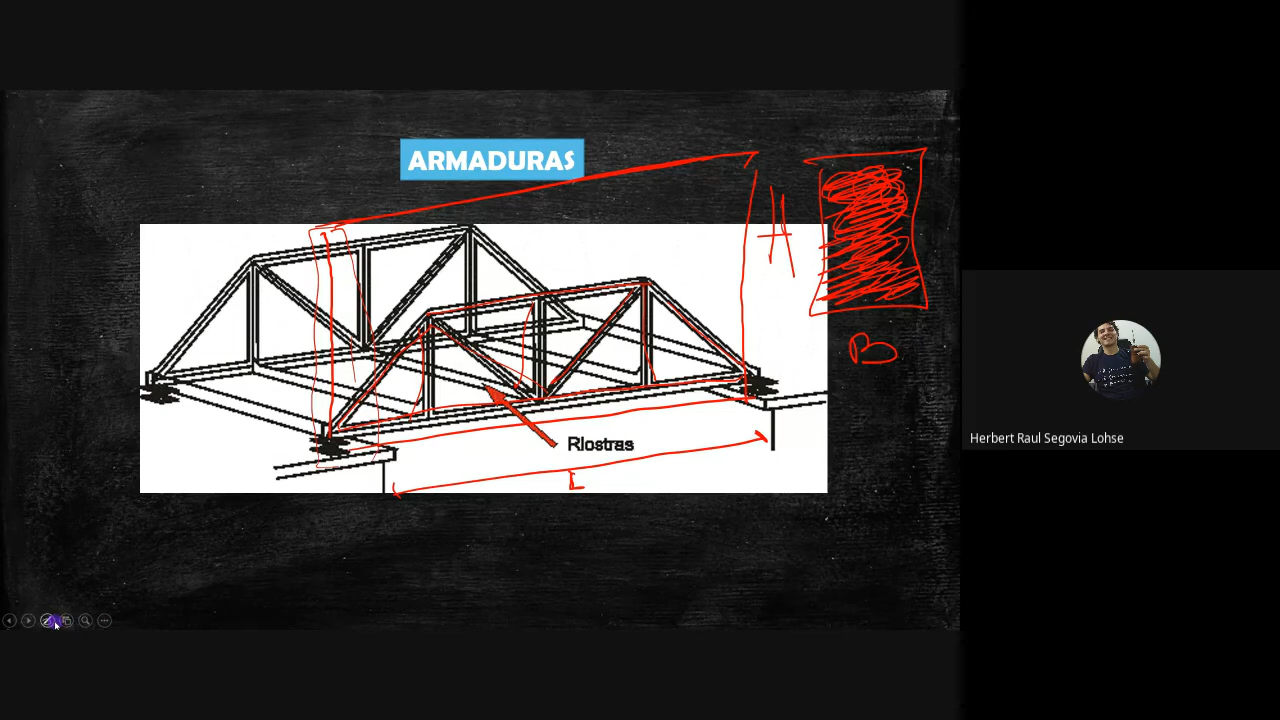 ARMADURAS
H
B
Riostras
L
Herbert Raul Segovia Lohse